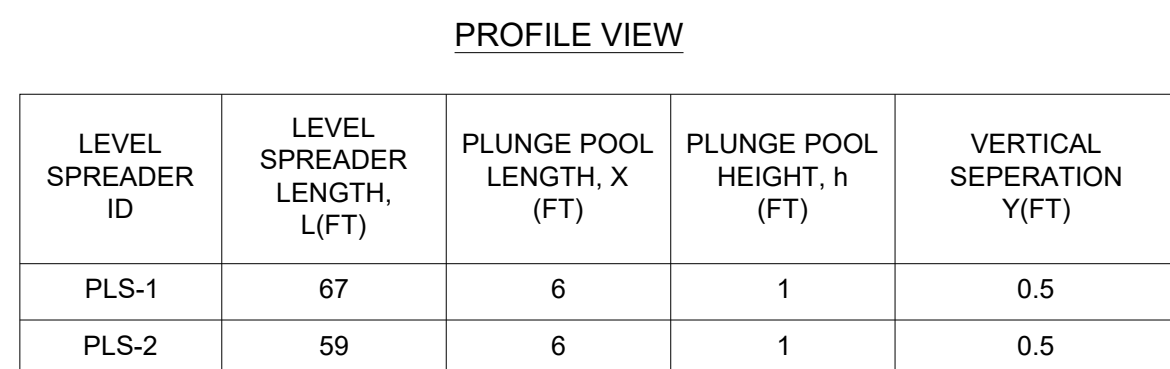 PROFILE VIEW
LEVEL
SPREADER
ID
LEVEL
SPREADER
LENGTH,
L(FT)
PLUNGE POOL
LENGTH, X
(FT)
PLUNGE POOL
HEIGHT, h
(FT)
VERTICAL
SEPERATION
Y(FT)
PLS-1 67 6 1 0.5
PLS-2 59 6 1 0.5